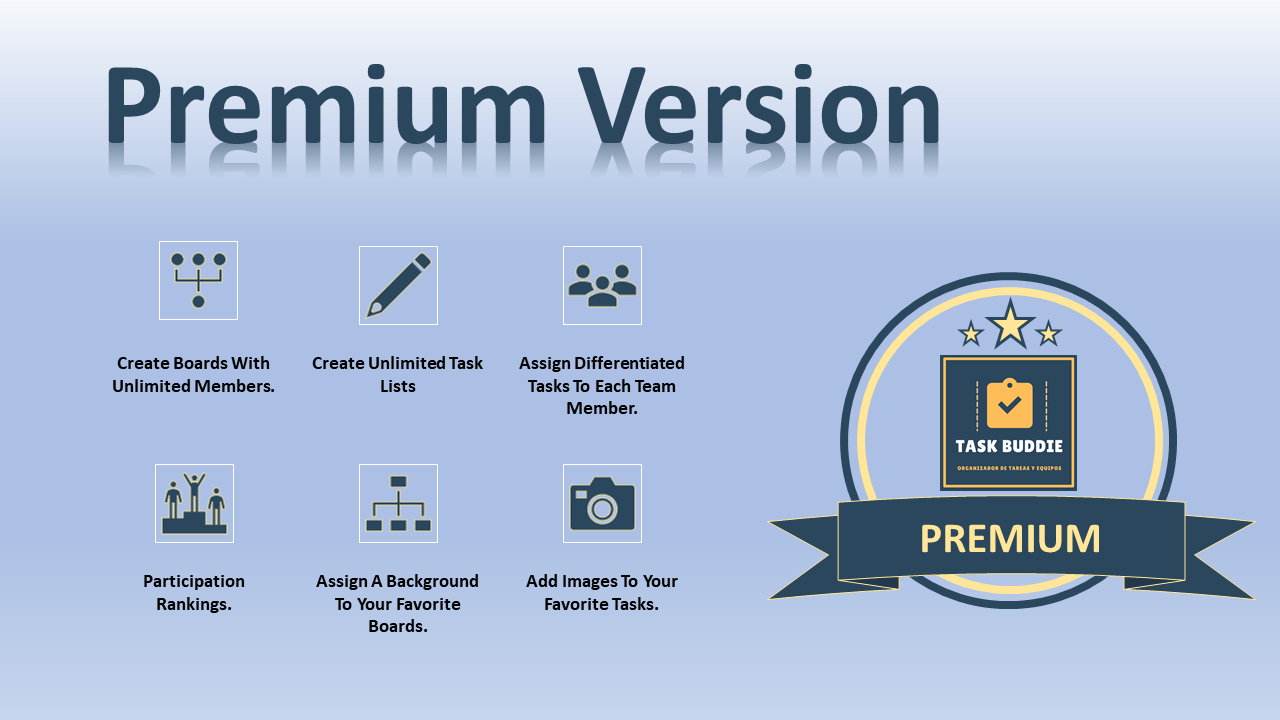 Premium Version
Create Boards With
Unlimited Members.
Create Unlimited Task
Lists
Assign Differentiated
Tasks To Each Team
Member.
Participation
Rankings.
Assign A Background
To Your Favorite
Boards.
Add Images To Your
Favorite Tasks.
TASK BUDDIE
ORGANIZADOR DE TAREAS Y EQUIPOS
PREMIUM